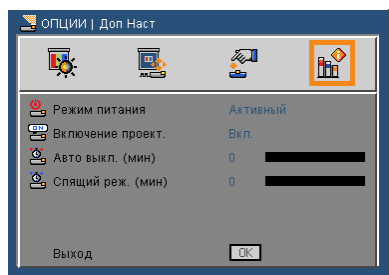 ОПЦИИ | Доп Наст
Режим питания Активный
Включение проект. Вкл.
Авто выкл. (мин) 0
Спящий реж. (мин) 0
Выход OK